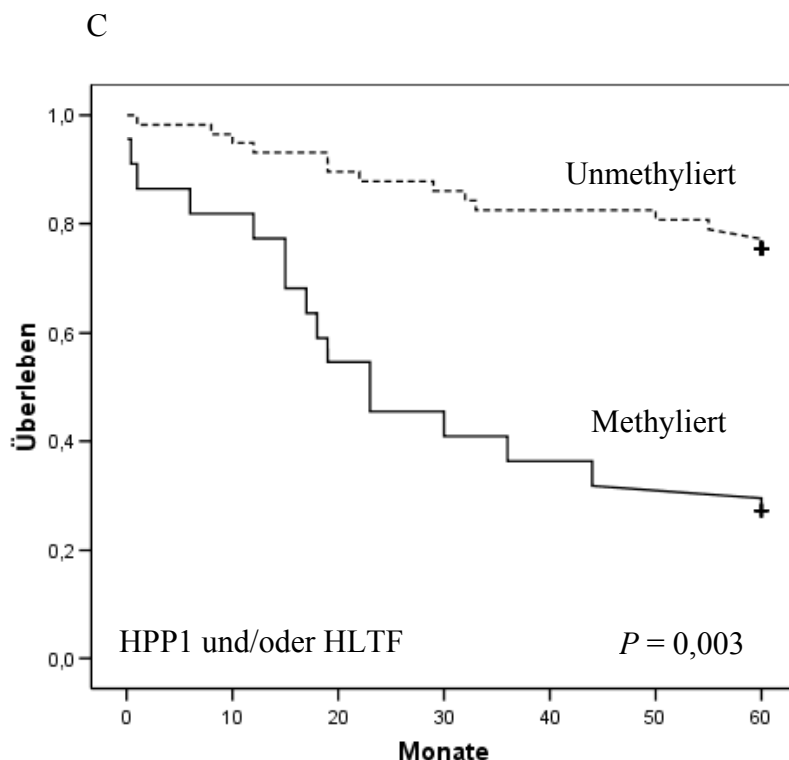 C
1,0
Unmethyliert
0,8
0,6
Überleben
Methyliert
0,4
0,2
HPP1 und/oder HLTF
P = 0,003
0,0
0 10 20 30 40 50 60
Monate